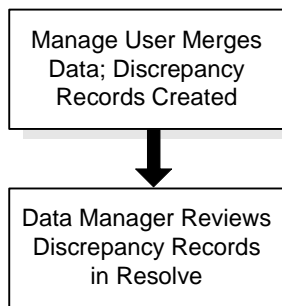 Manage User Merges
Data; Discrepancy
Records Created
Data Manager Reviews
Discrepancy Records
in Resolve